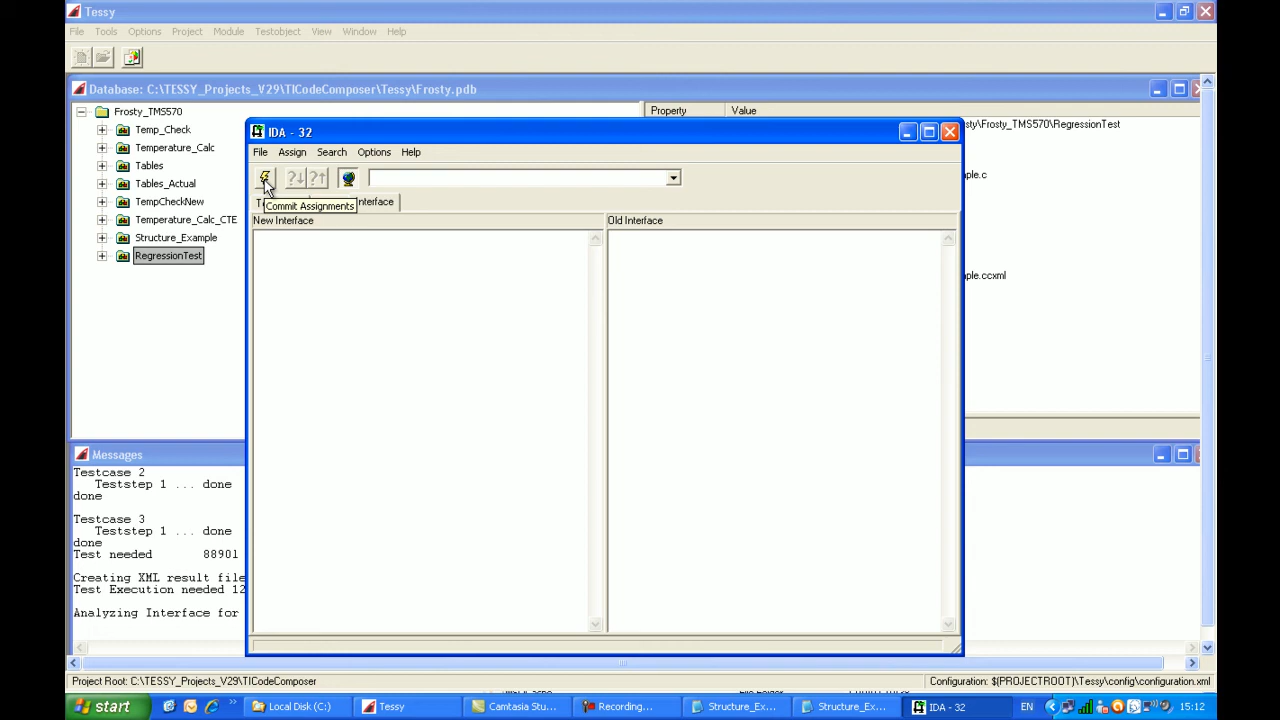 Tessy
File Tools Options Project Module Testobject View Window Help
Database: C:\TESSY_Projects_V29\TICodeComposer\Tessy\Frosty.pdb
Frosty_TMS570
Temp_Check
Temperature_Calc
Tables
Tables_Actual
TempCheckNew
Temperature_Calc_CTE
Structure_Example
RegressionTest
Property Value
ty\Frosty_TMS570\RegressionTest
ple.c
ple.ccxml
IDA - 32
File Assign Search Options Help
Commit Assignments
nterface
New Interface Old Interface
Messages
Testcase 2
Teststep 1 ... done
done
Testcase 3
Teststep 1 ... done
done
Test needed 88901
Creating XML result file
Test Execution needed 12
Analyzing Interface for
Project Root: C:\TESSY_Projects_V29\TICodeComposer Configuration: $(PROJECTROOT)\Tessy\config\configuration.xml
start Local Disk (C:) Tessy Camtasia Stu... Recording... Structure_Ex... Structure_Ex... IDA - 32 EN 15:12